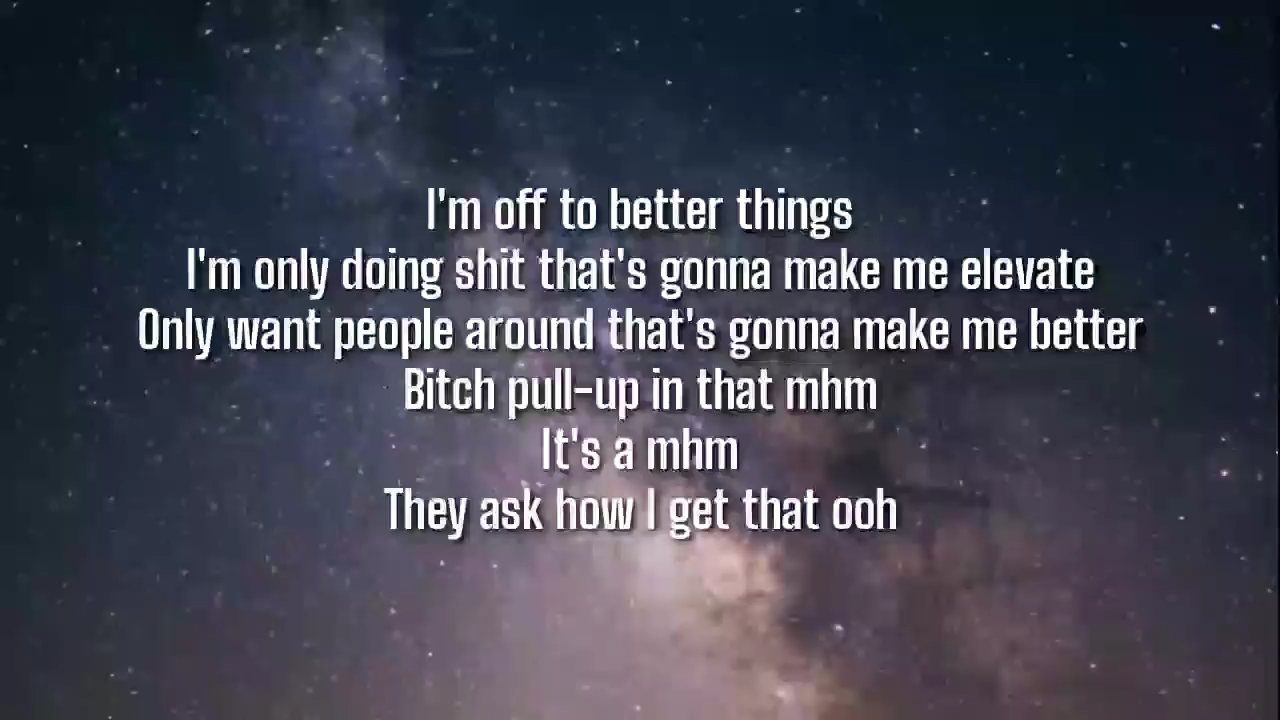 I'm off to better things
I'm only doing shit that's gonna make me elevate
Only want people around that's gonna make me better
Bitch pull-up in that mhm
It's a mhm
They ask how I get that ooh